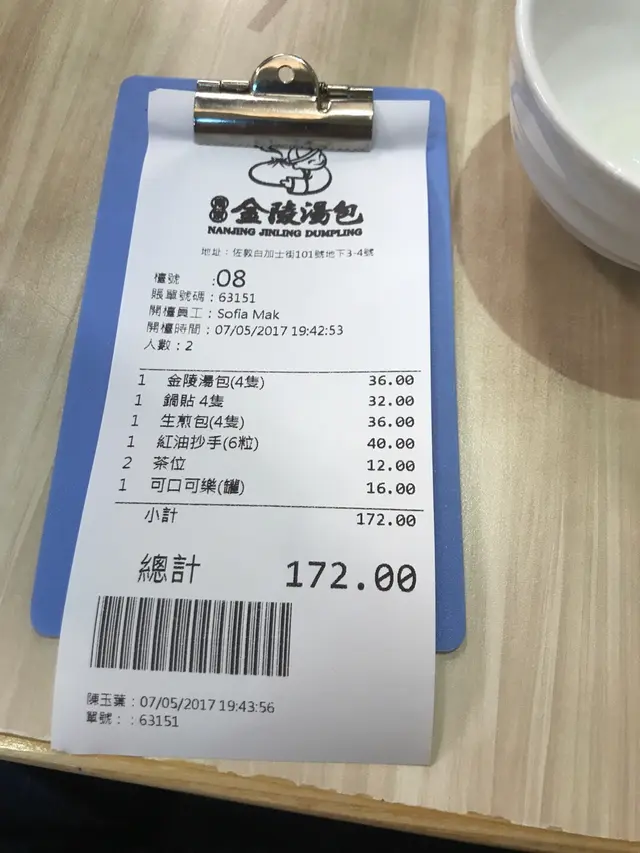 南京 金陵湯包
NANJING JINLING DUMPLING
地址：佐敦白加士街101號地下3-4號
檯號 :08
賬單號碼：63151
開檯員工：Sofia Mak
開檯時間：07/05/2017 19:42:53
人數：2
1 金陵湯包(4隻) 36.00
1 鍋貼 4隻 32.00
1 生煎包(4隻) 36.00
1 紅油抄手(6粒) 40.00
2 茶位 12.00
1 可口可樂(罐) 16.00
小計 172.00
總計 172.00
陳玉葉：07/05/2017 19:43:56
單號：：63151